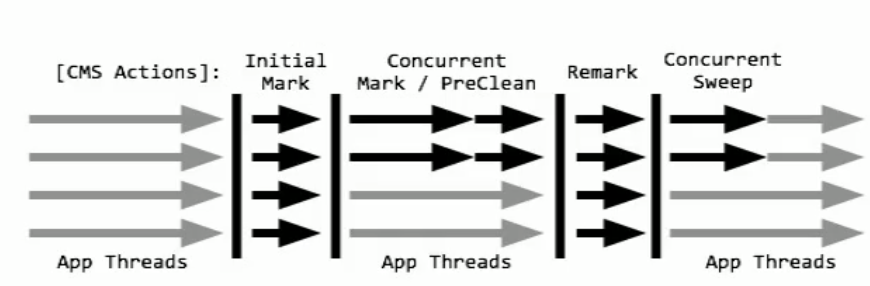 [CMS Actions]:
Initial
Mark
Concurrent
Mark / PreClean
Remark
Concurrent
Sweep
App Threads
App Threads
App Threads